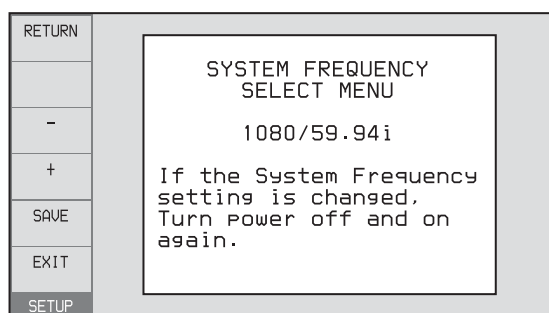 RETURN
–
+
SAVE
EXIT
SETUP
SYSTEM FREQUENCY
SELECT MENU
1080/59.94i
If the System Frequency
setting is changed,
Turn power off and on
again.